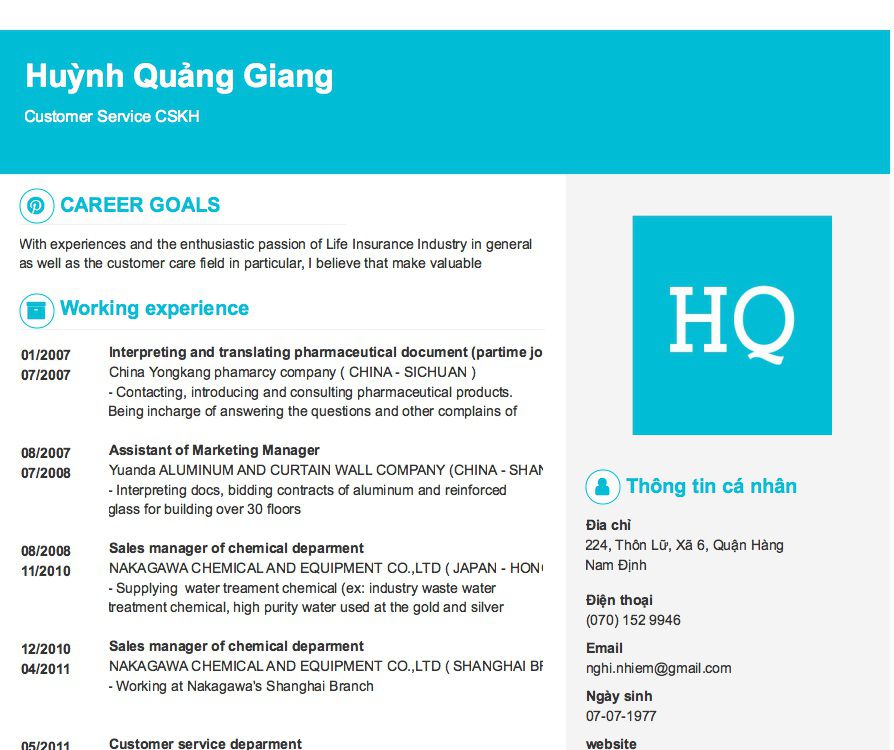 Huỳnh Quảng Giang
Customer Service CSKH
CAREER GOALS
With experiences and the enthusiastic passion of Life Insurance Industry in general
as well as the customer care field in particular, I believe that make valuable
Working experience
01/2007
07/2007
Interpreting and translating pharmaceutical document (partime jo
China Yongkang phamarcy company ( CHINA - SICHUAN )
- Contacting, introducing and consulting pharmaceutical products.
Being incharge of answering the questions and other complains of
08/2007
07/2008
Assistant of Marketing Manager
Yuanda ALUMINUM AND CURTAIN WALL COMPANY (CHINA - SHAN
- Interpreting docs, bidding contracts of aluminum and reinforced
glass for building over 30 floors
08/2008
11/2010
Sales manager of chemical deparment
NAKAGAWA CHEMICAL AND EQUIPMENT CO.,LTD ( JAPAN - HON
- Supplying water treament chemical (ex: industry waste water
treatment chemical, high purity water used at the gold and silver
12/2010
04/2011
Sales manager of chemical deparment
NAKAGAWA CHEMICAL AND EQUIPMENT CO.,LTD ( SHANGHAI BR
- Working at Nakagawa's Shanghai Branch
05/2011
Customer service deparment
HQ
Thông tin cá nhân
Đia chỉ
224, Thôn Lữ, Xã 6, Quận Hàng
Nam Định
Điện thoại
(070) 152 9946
Email
nghi.nhiem@gmail.com
Ngày sinh
07-07-1977
website